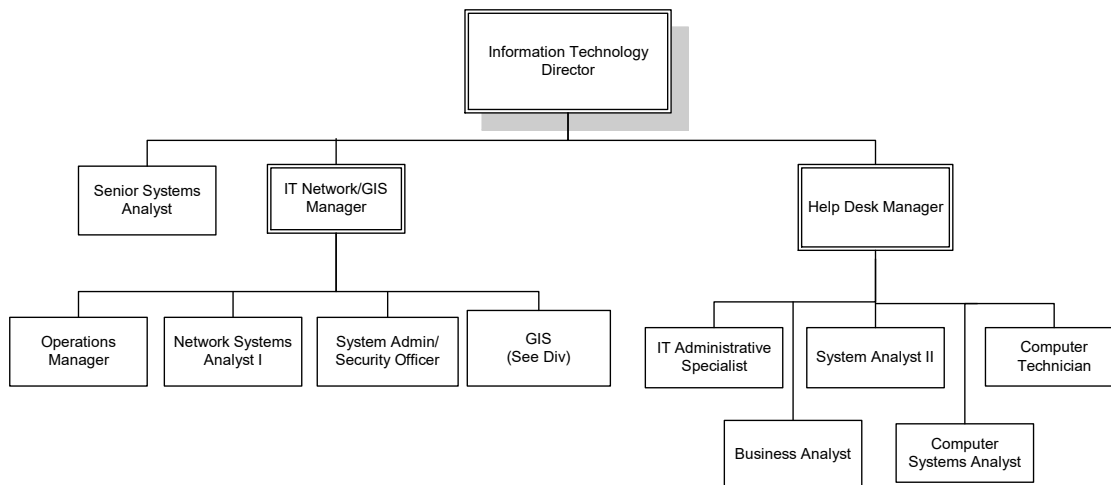 Information Technology
Director
Senior Systems
Analyst
IT Network/GIS
Manager
Help Desk Manager
Operations
Manager
Network Systems
Analyst I
System Admin/
Security Officer
GIS
(See Div)
IT Administrative
Specialist
System Analyst II
Computer
Technician
Business Analyst
Computer
Systems Analyst